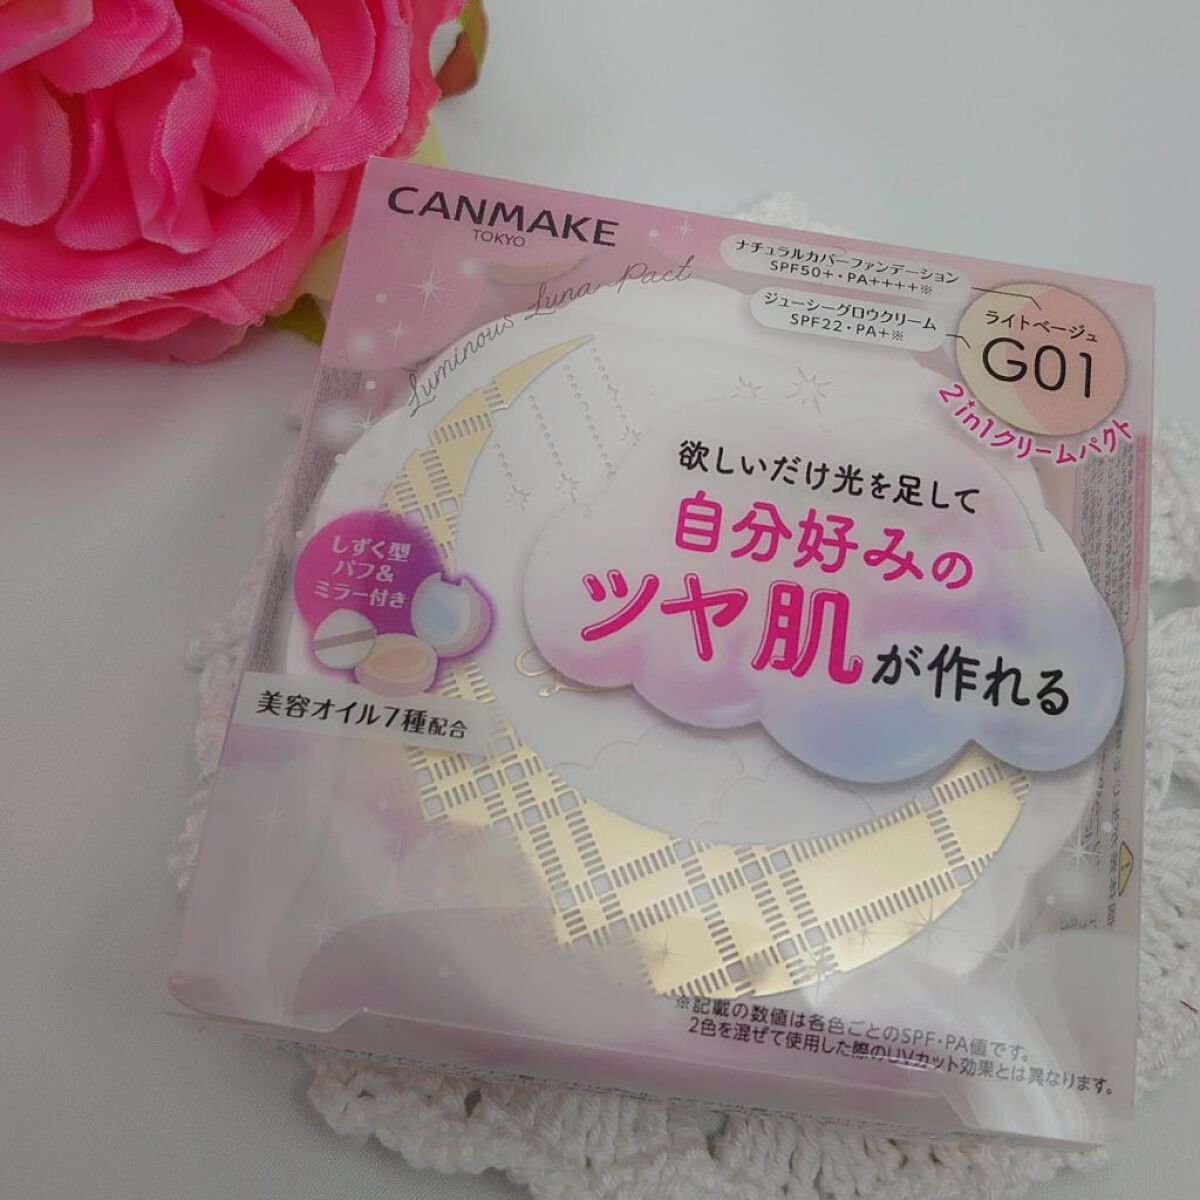 CANMAKE
TOKYO
Luminous Luna Pact
ナチュラルカバーファンデーション
SPF50+・PA++++※
ジューシーグロウクリーム
SPF22・PA+※
ライトベージュ
G01
2in1クリームパクト
欲しいだけ光を足して
自分好みの
ツヤ肌が作れる
しずく型
パフ&
ミラー付き
美容オイル7種配合
※記載の数値は各色ごとのSPF・PA値です。
2色を混ぜて使用した際のUVカット効果とは異なります。